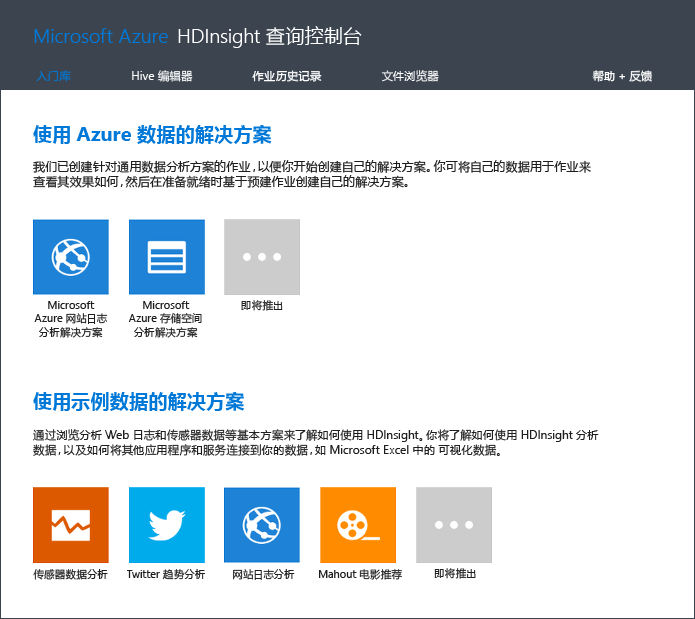 Microsoft Azure HDInsight 查询控制台
入门库 Hive 编辑器 作业历史记录 文件浏览器 帮助 + 反馈
使用 Azure 数据的解决方案
我们已创建针对通用数据分析方案的作业，以便你开始创建自己的解决方案。你可将自己的数据用于作业来
查看其效果如何，然后在准备就绪时基于预建作业创建自己的解决方案。
Microsoft
Azure 网站日志
分析解决方案
Microsoft
Azure 存储空间
分析解决方案
即将推出
使用示例数据的解决方案
通过浏览分析 Web 日志和传感器数据等基本方案来了解如何使用 HDInsight。你将了解如何使用 HDInsight 分析
数据，以及如何将其他应用程序和服务连接到你的数据，如 Microsoft Excel 中的 可视化数据。
传感器数据分析
Twitter 趋势分析
网站日志分析
Mahout 电影推荐
即将推出